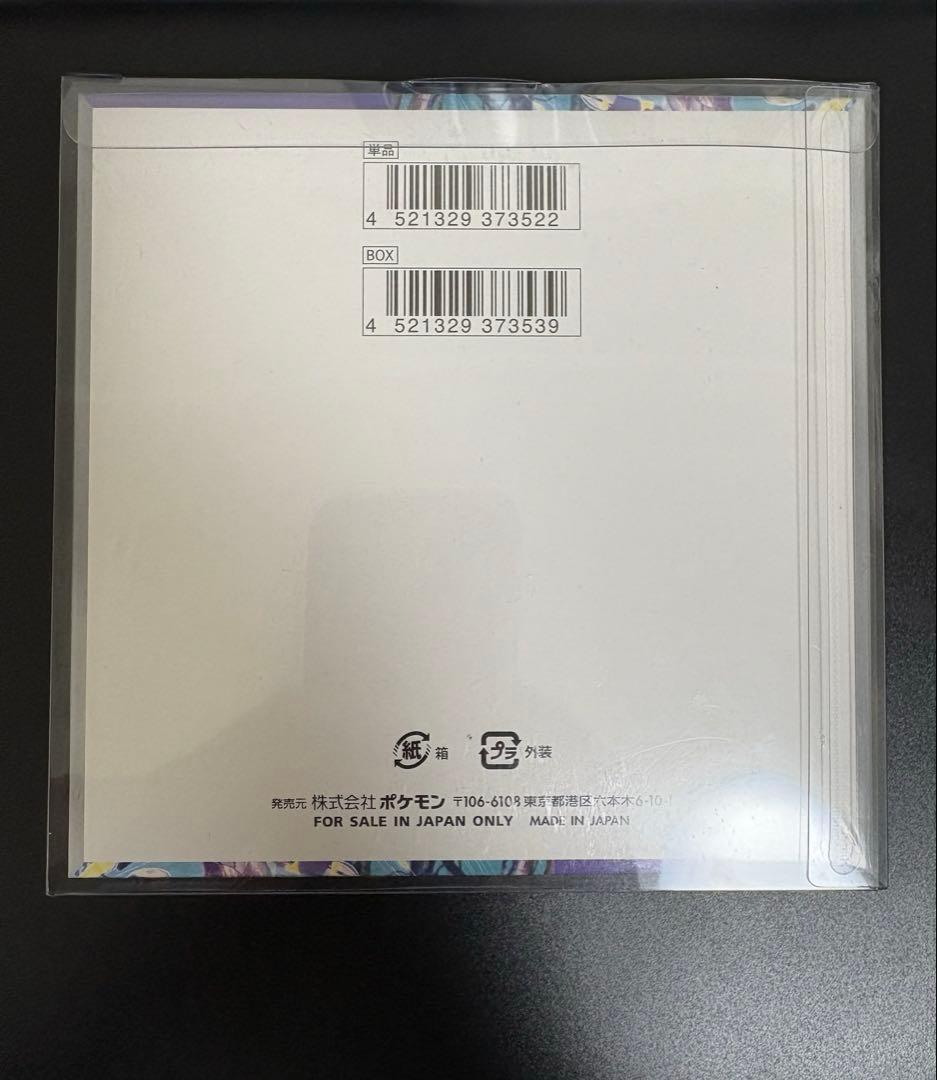 単品
4 521329 373522
BOX
4 521329 373539
紙 箱 プラ 外装
発売元 株式会社ポケモン 〒106-6108 東京都港区六本木6-10-1
FOR SALE IN JAPAN ONLY MADE IN JAPAN